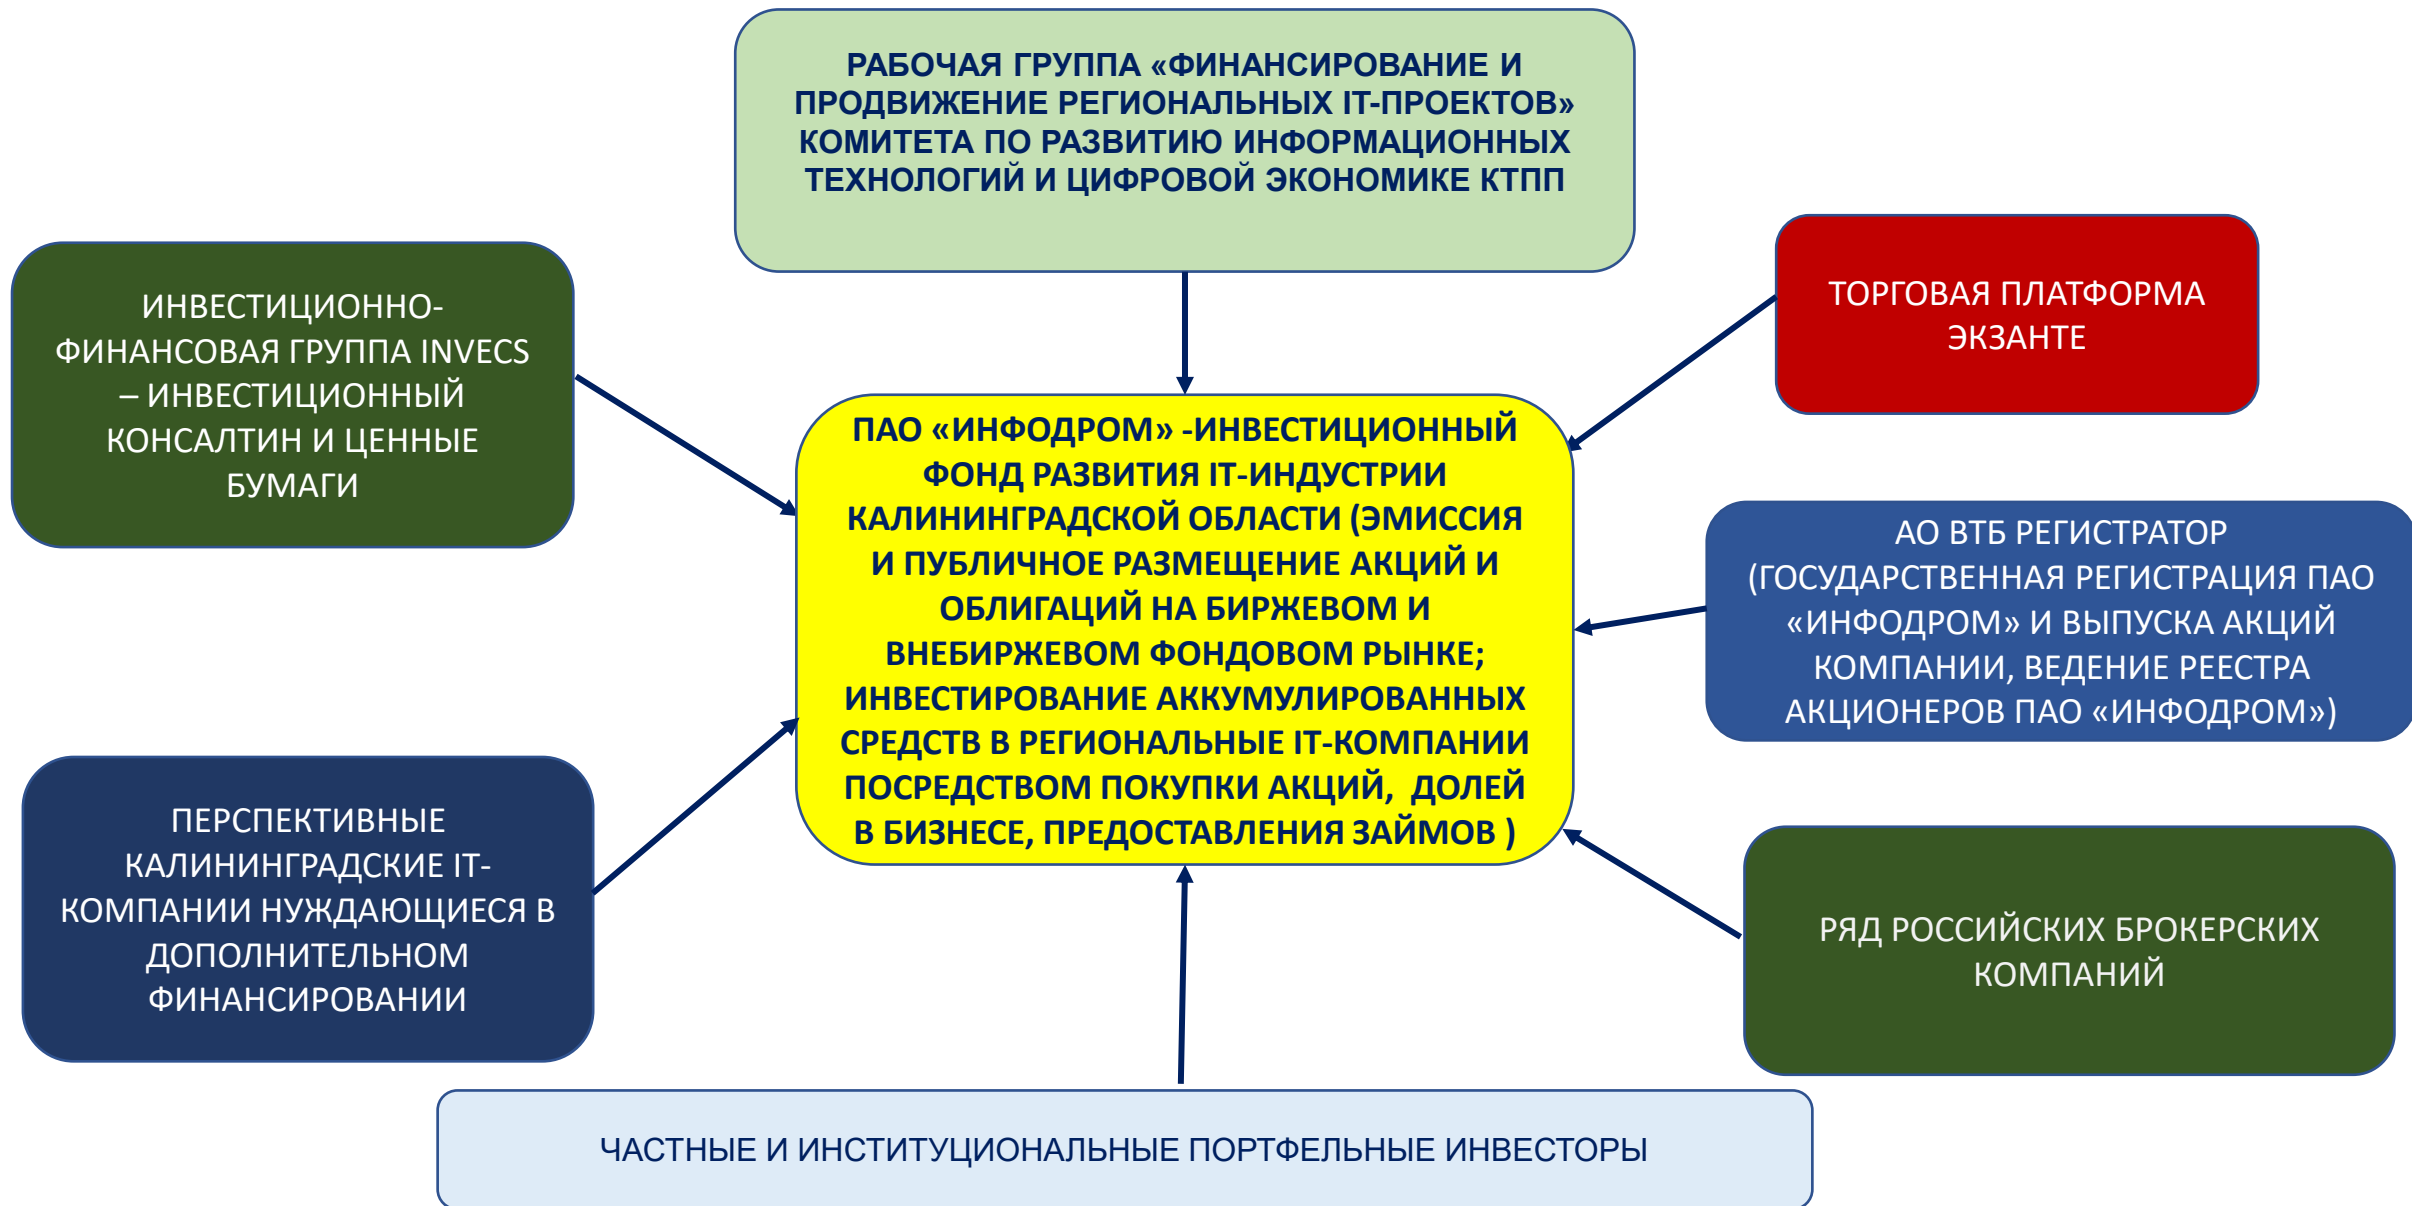 РАБОЧАЯ ГРУППА «ФИНАНСИРОВАНИЕ И
ПРОДВИЖЕНИЕ РЕГИОНАЛЬНЫХ IT-ПРОЕКТОВ»
КОМИТЕТА ПО РАЗВИТИЮ ИНФОРМАЦИОННЫХ
ТЕХНОЛОГИЙ И ЦИФРОВОЙ ЭКОНОМИКЕ КТПП
ИНВЕСТИЦИОННО-
ФИНАНСОВАЯ ГРУППА INVECS
– ИНВЕСТИЦИОННЫЙ
КОНСАЛТИН И ЦЕННЫЕ
БУМАГИ
ТОРГОВАЯ ПЛАТФОРМА
ЭКЗАНТЕ
ПАО «ИНФОДРОМ» -ИНВЕСТИЦИОННЫЙ
ФОНД РАЗВИТИЯ IT-ИНДУСТРИИ
КАЛИНИНГРАДСКОЙ ОБЛАСТИ (ЭМИССИЯ
И ПУБЛИЧНОЕ РАЗМЕЩЕНИЕ АКЦИЙ И
ОБЛИГАЦИЙ НА БИРЖЕВОМ И
ВНЕБИРЖЕВОМ ФОНДОВОМ РЫНКЕ;
ИНВЕСТИРОВАНИЕ АККУМУЛИРОВАННЫХ
СРЕДСТВ В РЕГИОНАЛЬНЫЕ IT-КОМПАНИИ
ПОСРЕДСТВОМ ПОКУПКИ АКЦИЙ,  ДОЛЕЙ
В БИЗНЕСЕ, ПРЕДОСТАВЛЕНИЯ ЗАЙМОВ )
АО ВТБ РЕГИСТРАТОР
(ГОСУДАРСТВЕННАЯ РЕГИСТРАЦИЯ ПАО
«ИНФОДРОМ» И ВЫПУСКА АКЦИЙ
КОМПАНИИ, ВЕДЕНИЕ РЕЕСТРА
АКЦИОНЕРОВ ПАО «ИНФОДРОМ»)
ПЕРСПЕКТИВНЫЕ
КАЛИНИНГРАДСКИЕ IT-
КОМПАНИИ НУЖДАЮЩИЕСЯ В
ДОПОЛНИТЕЛЬНОМ
ФИНАНСИРОВАНИИ
РЯД РОССИЙСКИХ БРОКЕРСКИХ
КОМПАНИЙ
ЧАСТНЫЕ И ИНСТИТУЦИОНАЛЬНЫЕ ПОРТФЕЛЬНЫЕ ИНВЕСТОРЫ